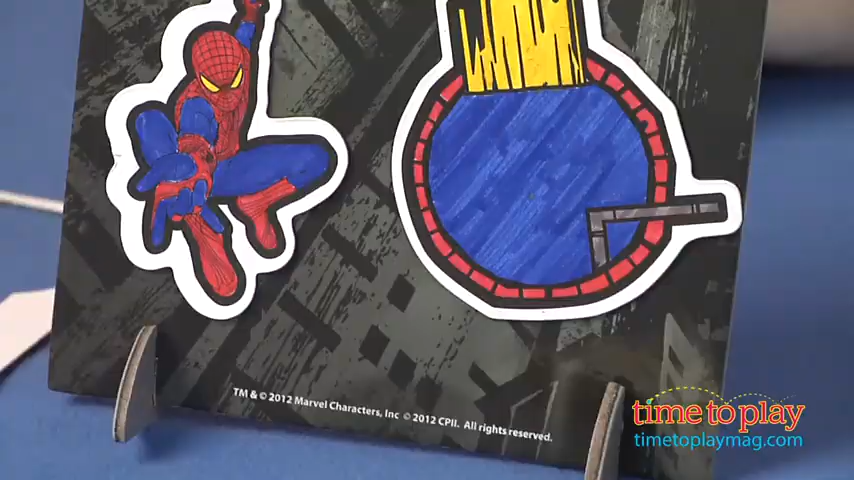 TM & © 2012 Marvel Characters, Inc © 2012 CPII. All rights reserved.
time to play
timetoplaymag.com